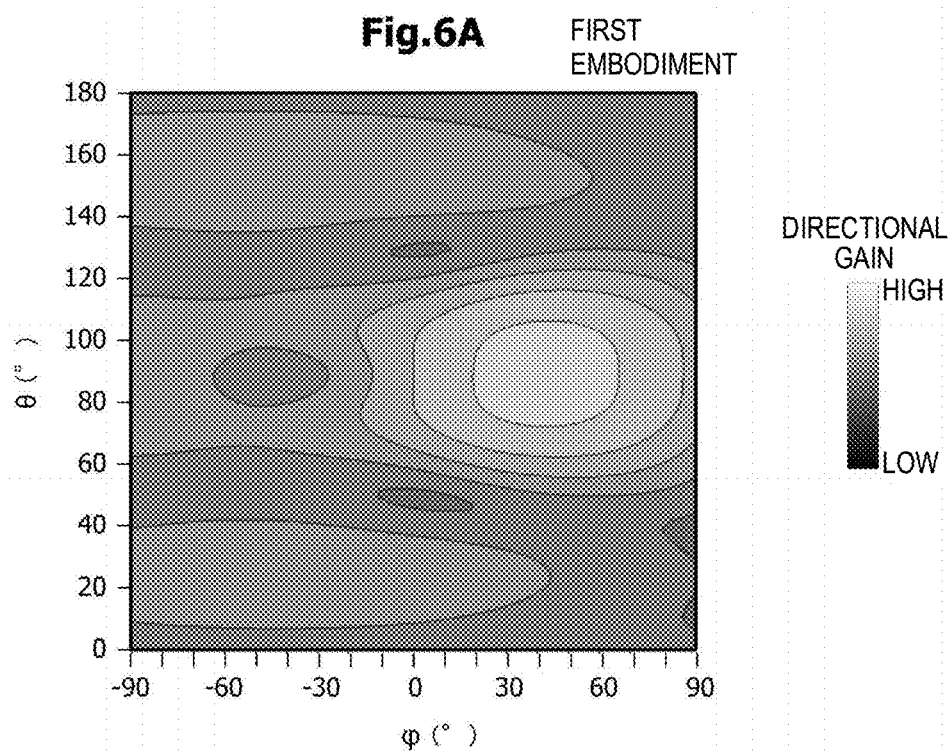 Fig.6A
FIRST
EMBODIMENT
180
160
140
120
100
80
60
40
20
0
θ (°)
-90
-60
-30
0
30
60
90
φ (°)
DIRECTIONAL
GAIN
HIGH
LOW